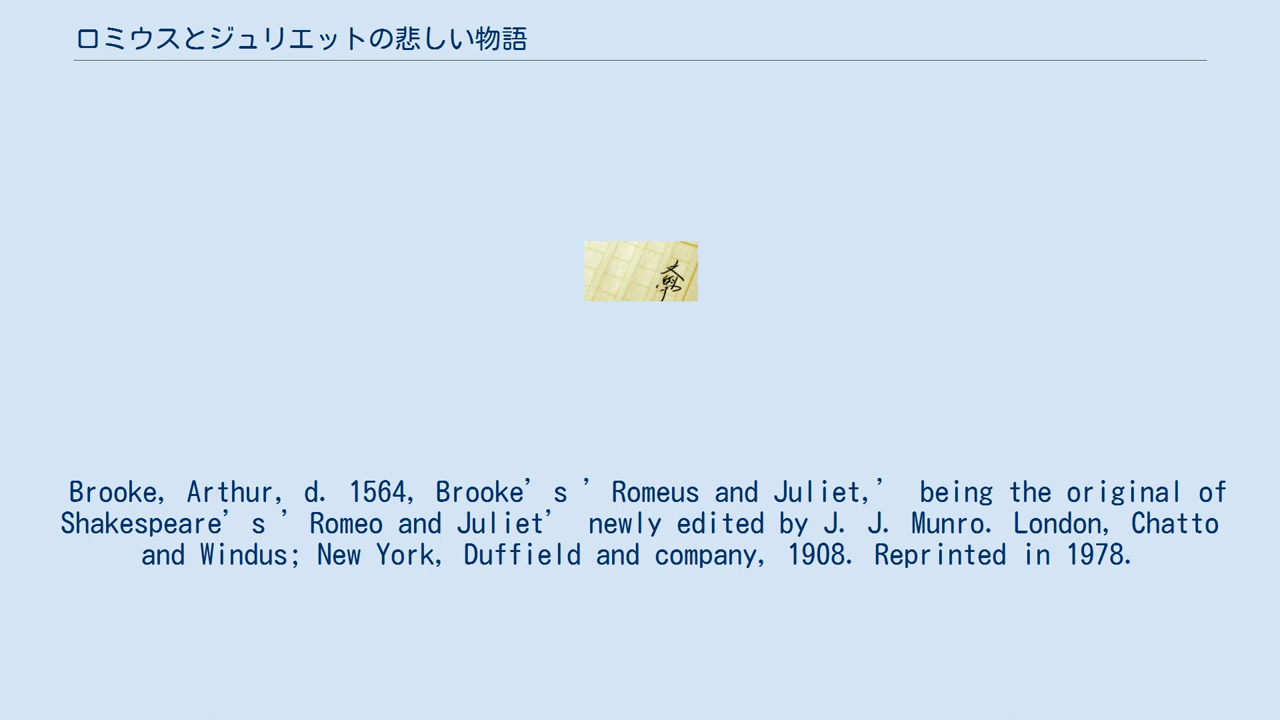 ロミウスとジュリエットの悲しい物語
Brooke, Arthur, d. 1564, Brooke’s ’Romeus and Juliet,’ being the original of
Shakespeare’s ’Romeo and Juliet’ newly edited by J. J. Munro. London, Chatto
and Windus; New York, Duffield and company, 1908. Reprinted in 1978.